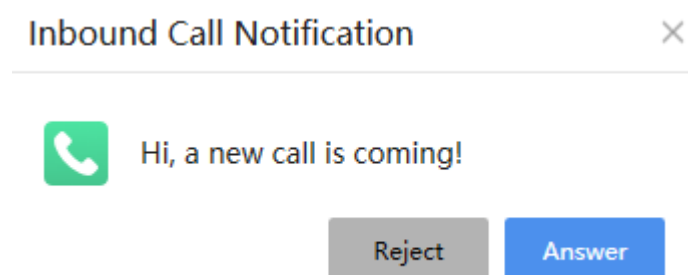 Inbound Call Notification
Hi, a new call is coming!
Reject Answer